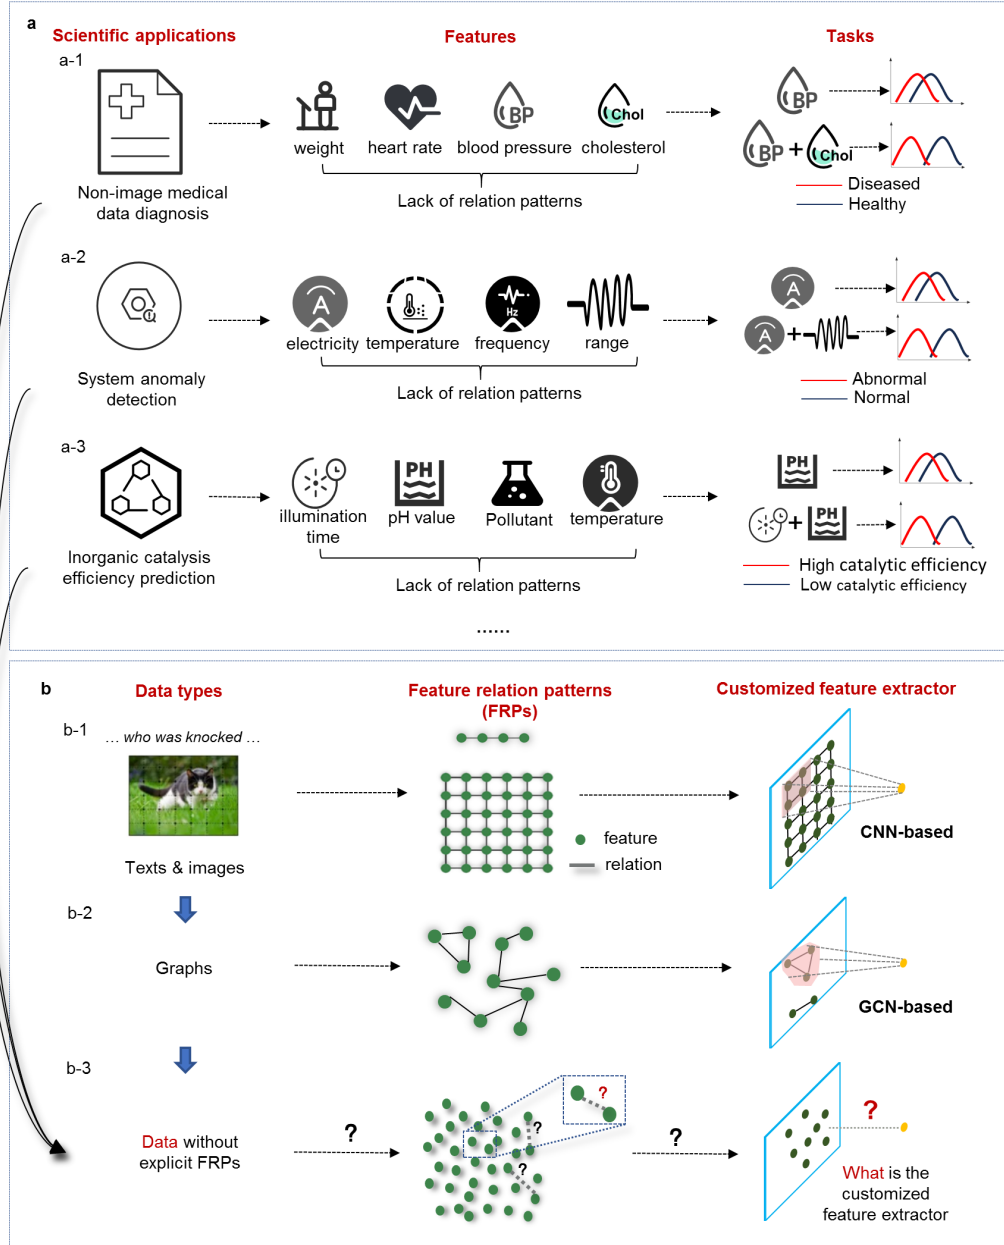 a
Scientific applications
Features
Tasks
a-1
BP
Chol
weight
heart rate
blood pressure
cholesterol
BP
BP + Chol
Non-image medical
data diagnosis
Lack of relation patterns
Diseased
Healthy
a-2
A
Hz
A
A +
electricity
temperature
frequency
range
System anomaly
detection
Lack of relation patterns
Abnormal
Normal
a-3
PH
PH
+ PH
illumination
time
pH value
Pollutant
temperature
Inorganic catalysis
efficiency prediction
Lack of relation patterns
High catalytic efficiency
Low catalytic efficiency
......
b
Data types
Feature relation patterns
(FRPs)
Customized feature extractor
b-1
... who was knocked ...
feature
relation
CNN-based
Texts & images
b-2
Graphs
GCN-based
b-3
?
?
?
?
?
?
Data without
explicit FRPs
What is the
customized
feature extractor